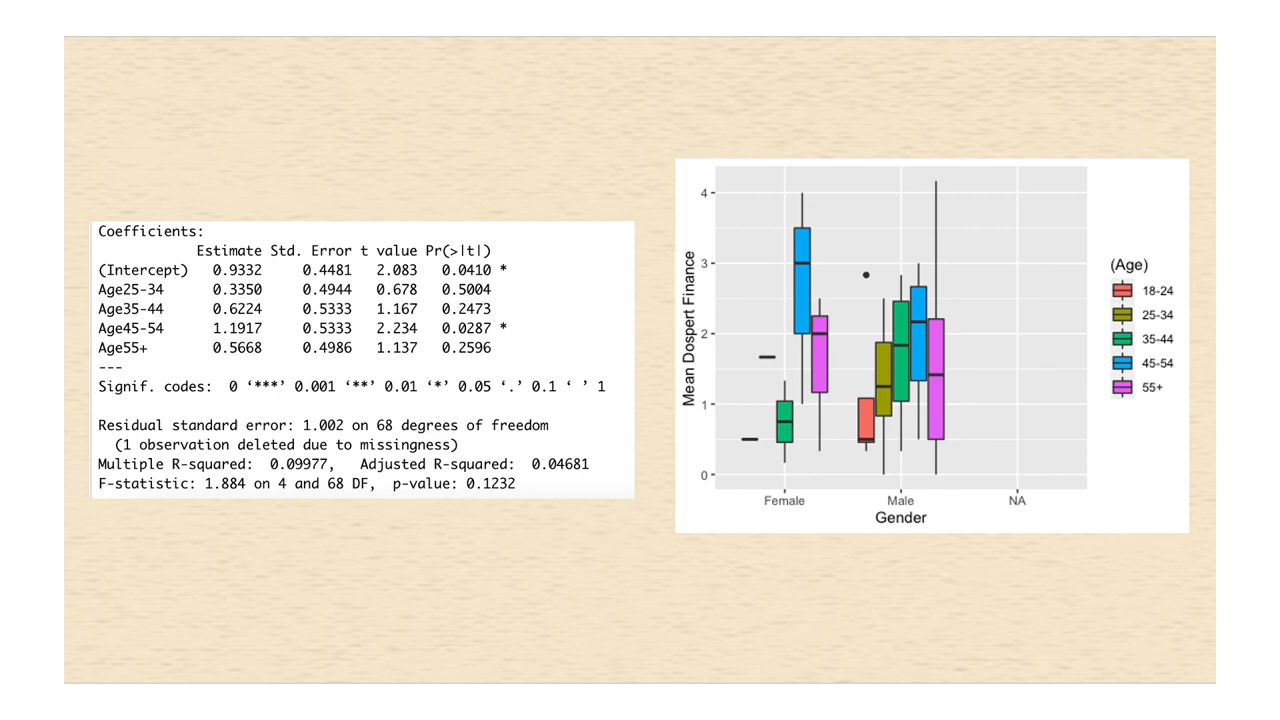 Coefficients:
Estimate Std. Error t value Pr(>|t|)
(Intercept) 0.9332 0.4481 2.083 0.0410 *
Age25-34 0.3350 0.4944 0.678 0.5004
Age35-44 0.6224 0.5333 1.167 0.2473
Age45-54 1.1917 0.5333 2.234 0.0287 *
Age55+ 0.5668 0.4986 1.137 0.2596
---
Signif. codes: 0 ‘***’ 0.001 ‘**’ 0.01 ‘*’ 0.05 ‘.’ 0.1 ‘ ’ 1
Residual standard error: 1.002 on 68 degrees of freedom
(1 observation deleted due to missingness)
Multiple R-squared: 0.09977, Adjusted R-squared: 0.04681
F-statistic: 1.884 on 4 and 68 DF, p-value: 0.1232
Mean Dospert Finance
4
3
2
1
0
Female Male NA
Gender
(Age)
18-24
25-34
35-44
45-54
55+